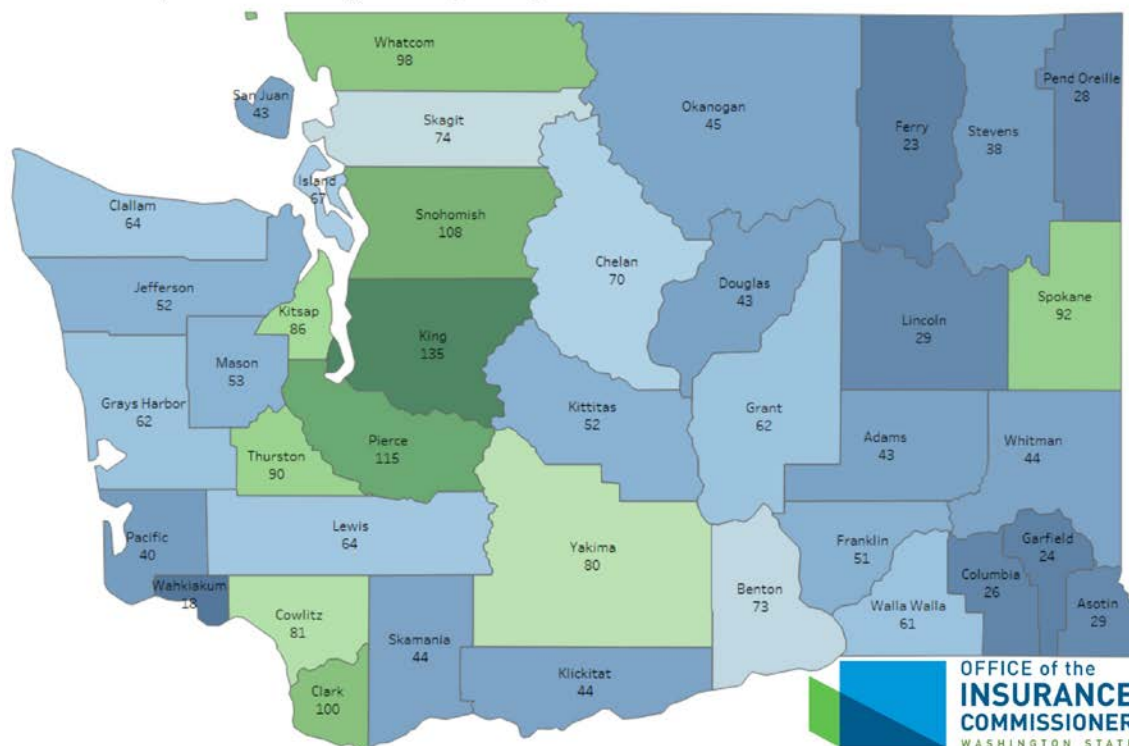 Whatcom
98
San Juan
43
Skagit
74
Okanogan
45
Ferry
23
Stevens
38
Pend Oreille
28
Island
67
Clallam
64
Snohomish
108
Chelan
70
Douglas
43
Jefferson
52
Kitsap
86
King
135
Lincoln
29
Spokane
92
Mason
53
Grays Harbor
62
Kittitas
52
Grant
62
Adams
43
Whitman
44
Thurston
90
Pierce
115
Pacific
40
Lewis
64
Yakima
80
Benton
73
Franklin
51
Garfield
24
Columbia
26
Walla Walla
61
Asotin
29
Wahkiakum
18
Cowlitz
81
Skamania
44
Klickitat
44
Clark
100
OFFICE of the
INSURANCE
COMMISSIONER
WASHINGTON STATE